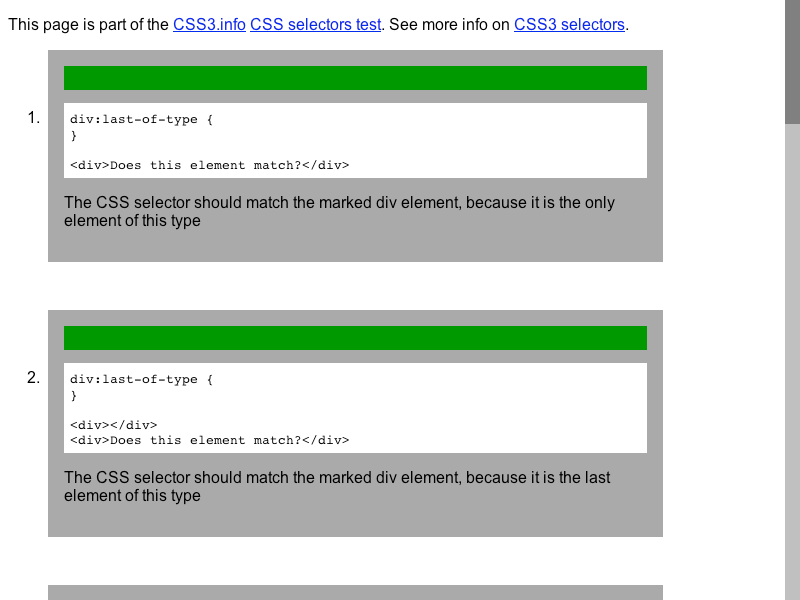 This page is part of the CSS3.info CSS selectors test. See more info on CSS3 selectors.
1.
div:last-of-type {
}
<div>Does this element match?</div>
The CSS selector should match the marked div element, because it is the only
element of this type
2.
div:last-of-type {
}
<div></div>
<div>Does this element match?</div>
The CSS selector should match the marked div element, because it is the last
element of this type